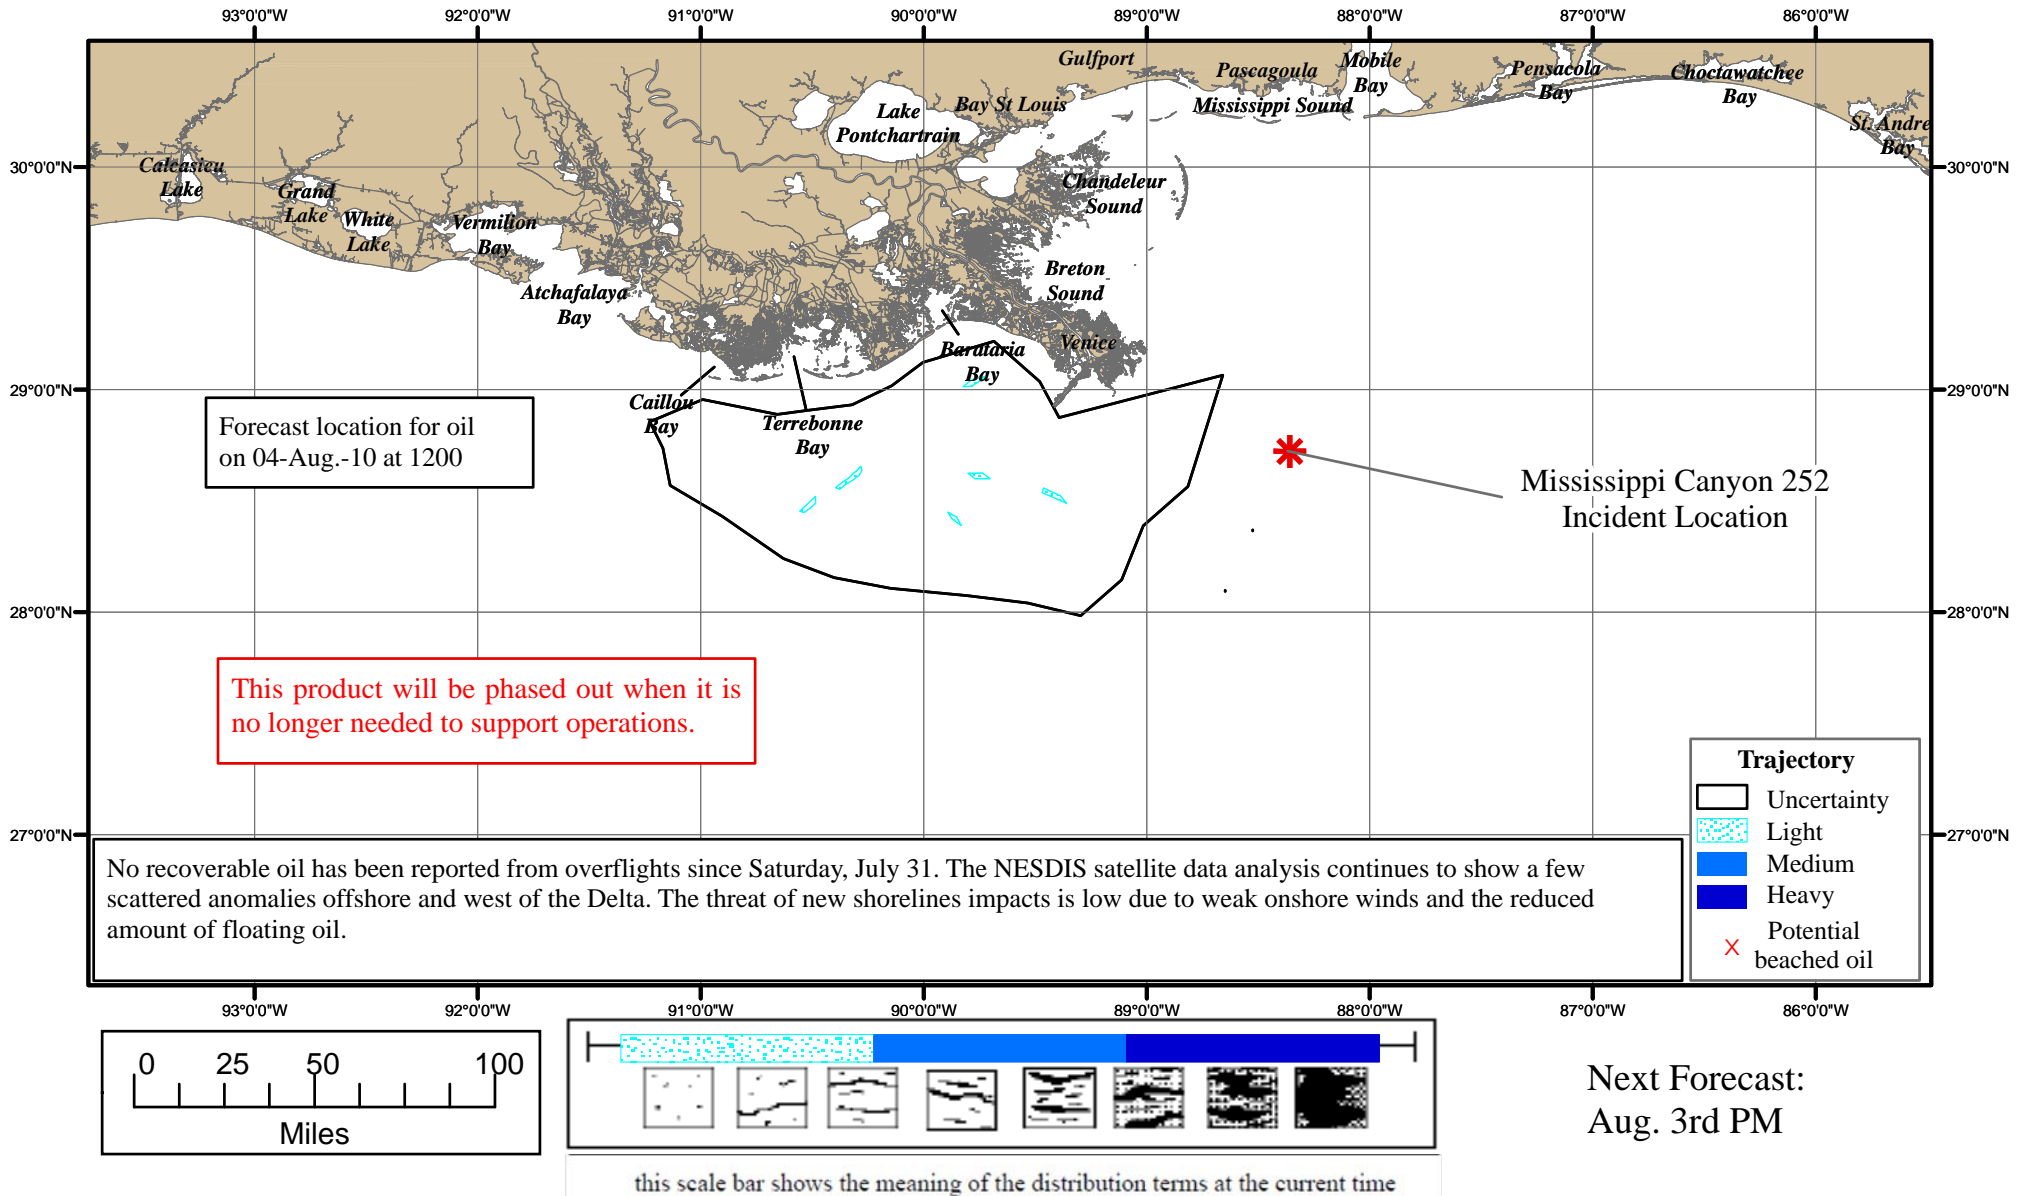 93°0'0"W 92°0'0"W 91°0'0"W 90°0'0"W 89°0'0"W 88°0'0"W 87°0'0"W 86°0'0"W
Gulfport
Mobile
Bay
Pascagoula
Pensacola
Bay
Choctawatchee
Bay
Bay St Louis
Mississippi Sound
Lake
Pontchartrain
St. Andre
Bay
30°0'0"N 30°0'0"N
Calcasieu
Lake
Grand
Lake
White
Lake
Vermilion
Bay
Chandeleur
Sound
Atchafalaya
Bay
Breton
Sound
Venice
Barataria
Bay
29°0'0"N 29°0'0"N
Caillou
Bay
Terrebonne
Bay
Forecast location for oil
on 04-Aug.-10 at 1200
Mississippi Canyon 252
Incident Location
28°0'0"N 28°0'0"N
This product will be phased out when it is
no longer needed to support operations.
Trajectory
Uncertainty
Light
Medium
Heavy
Potential
beached oil
27°0'0"N 27°0'0"N
No recoverable oil has been reported from overflights since Saturday, July 31. The NESDIS satellite data analysis continues to show a few
scattered anomalies offshore and west of the Delta. The threat of new shorelines impacts is low due to weak onshore winds and the reduced
amount of floating oil.
93°0'0"W 92°0'0"W 91°0'0"W 90°0'0"W 89°0'0"W 88°0'0"W 87°0'0"W 86°0'0"W
0 25 50 100
Miles
Next Forecast:
Aug. 3rd PM
this scale bar shows the meaning of the distribution terms at the current time